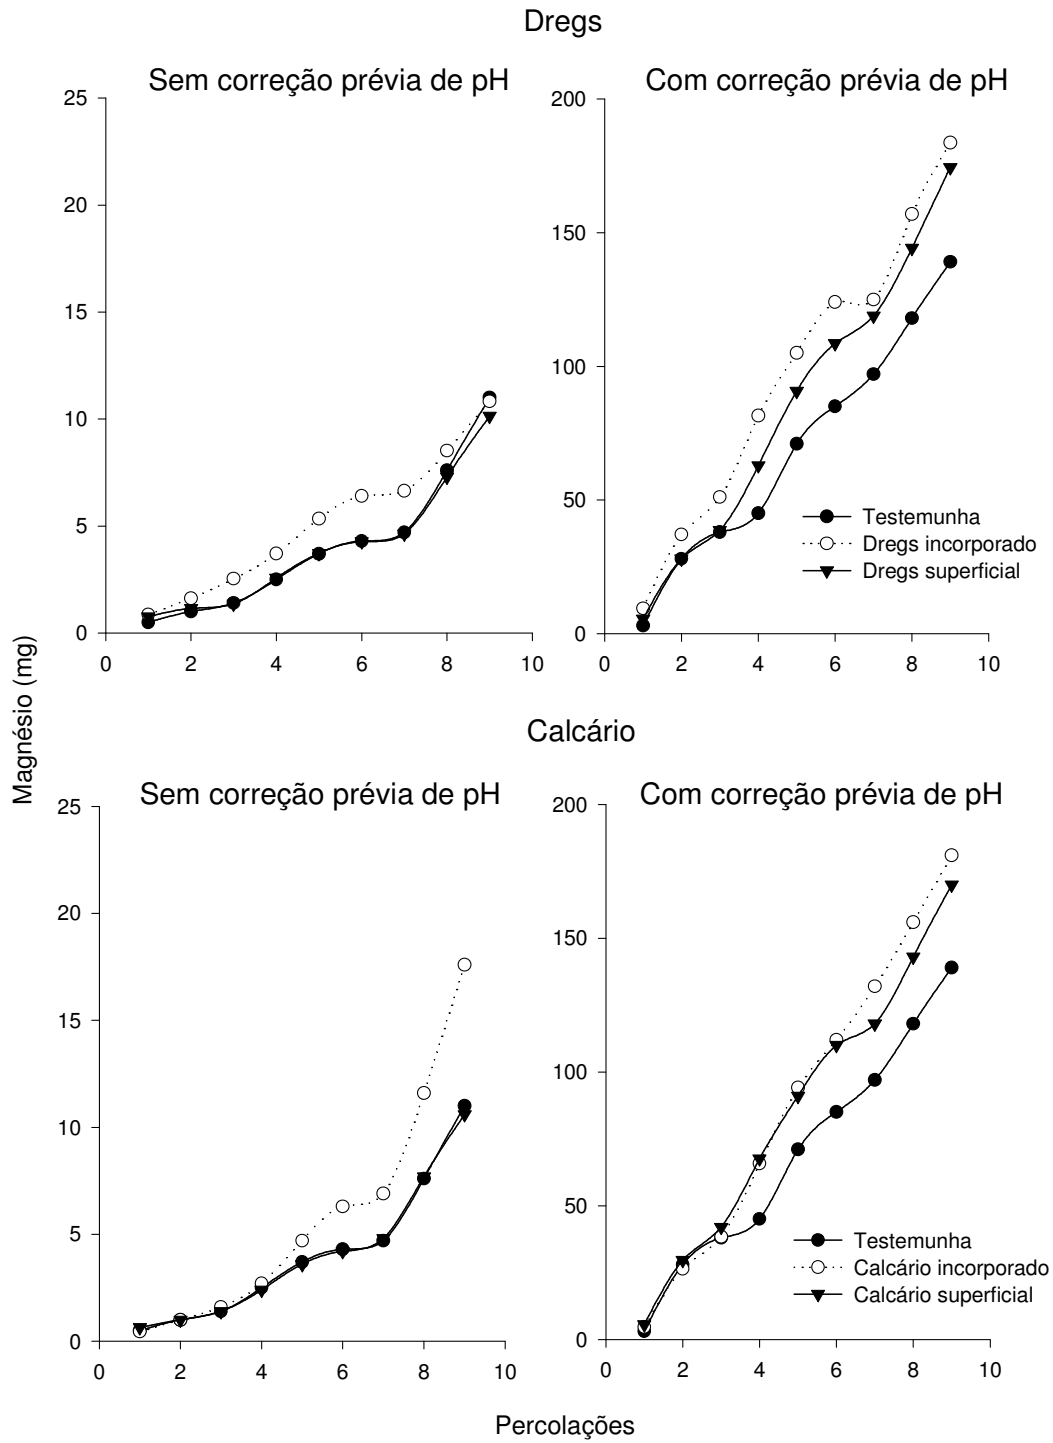 Dregs
Sem correção prévia de pH
Com correção prévia de pH
25
20
15
10
5
0
0 2 4 6 8 10
200
150
100
50
0
0 2 4 6 8 10
Testemunha
Dregs incorporado
Dregs superficial
Magnésio (mg)
Calcário
Sem correção prévia de pH
Com correção prévia de pH
25
20
15
10
5
0
0 2 4 6 8 10
200
150
100
50
0
0 2 4 6 8 10
Testemunha
Calcário incorporado
Calcário superficial
Percolações